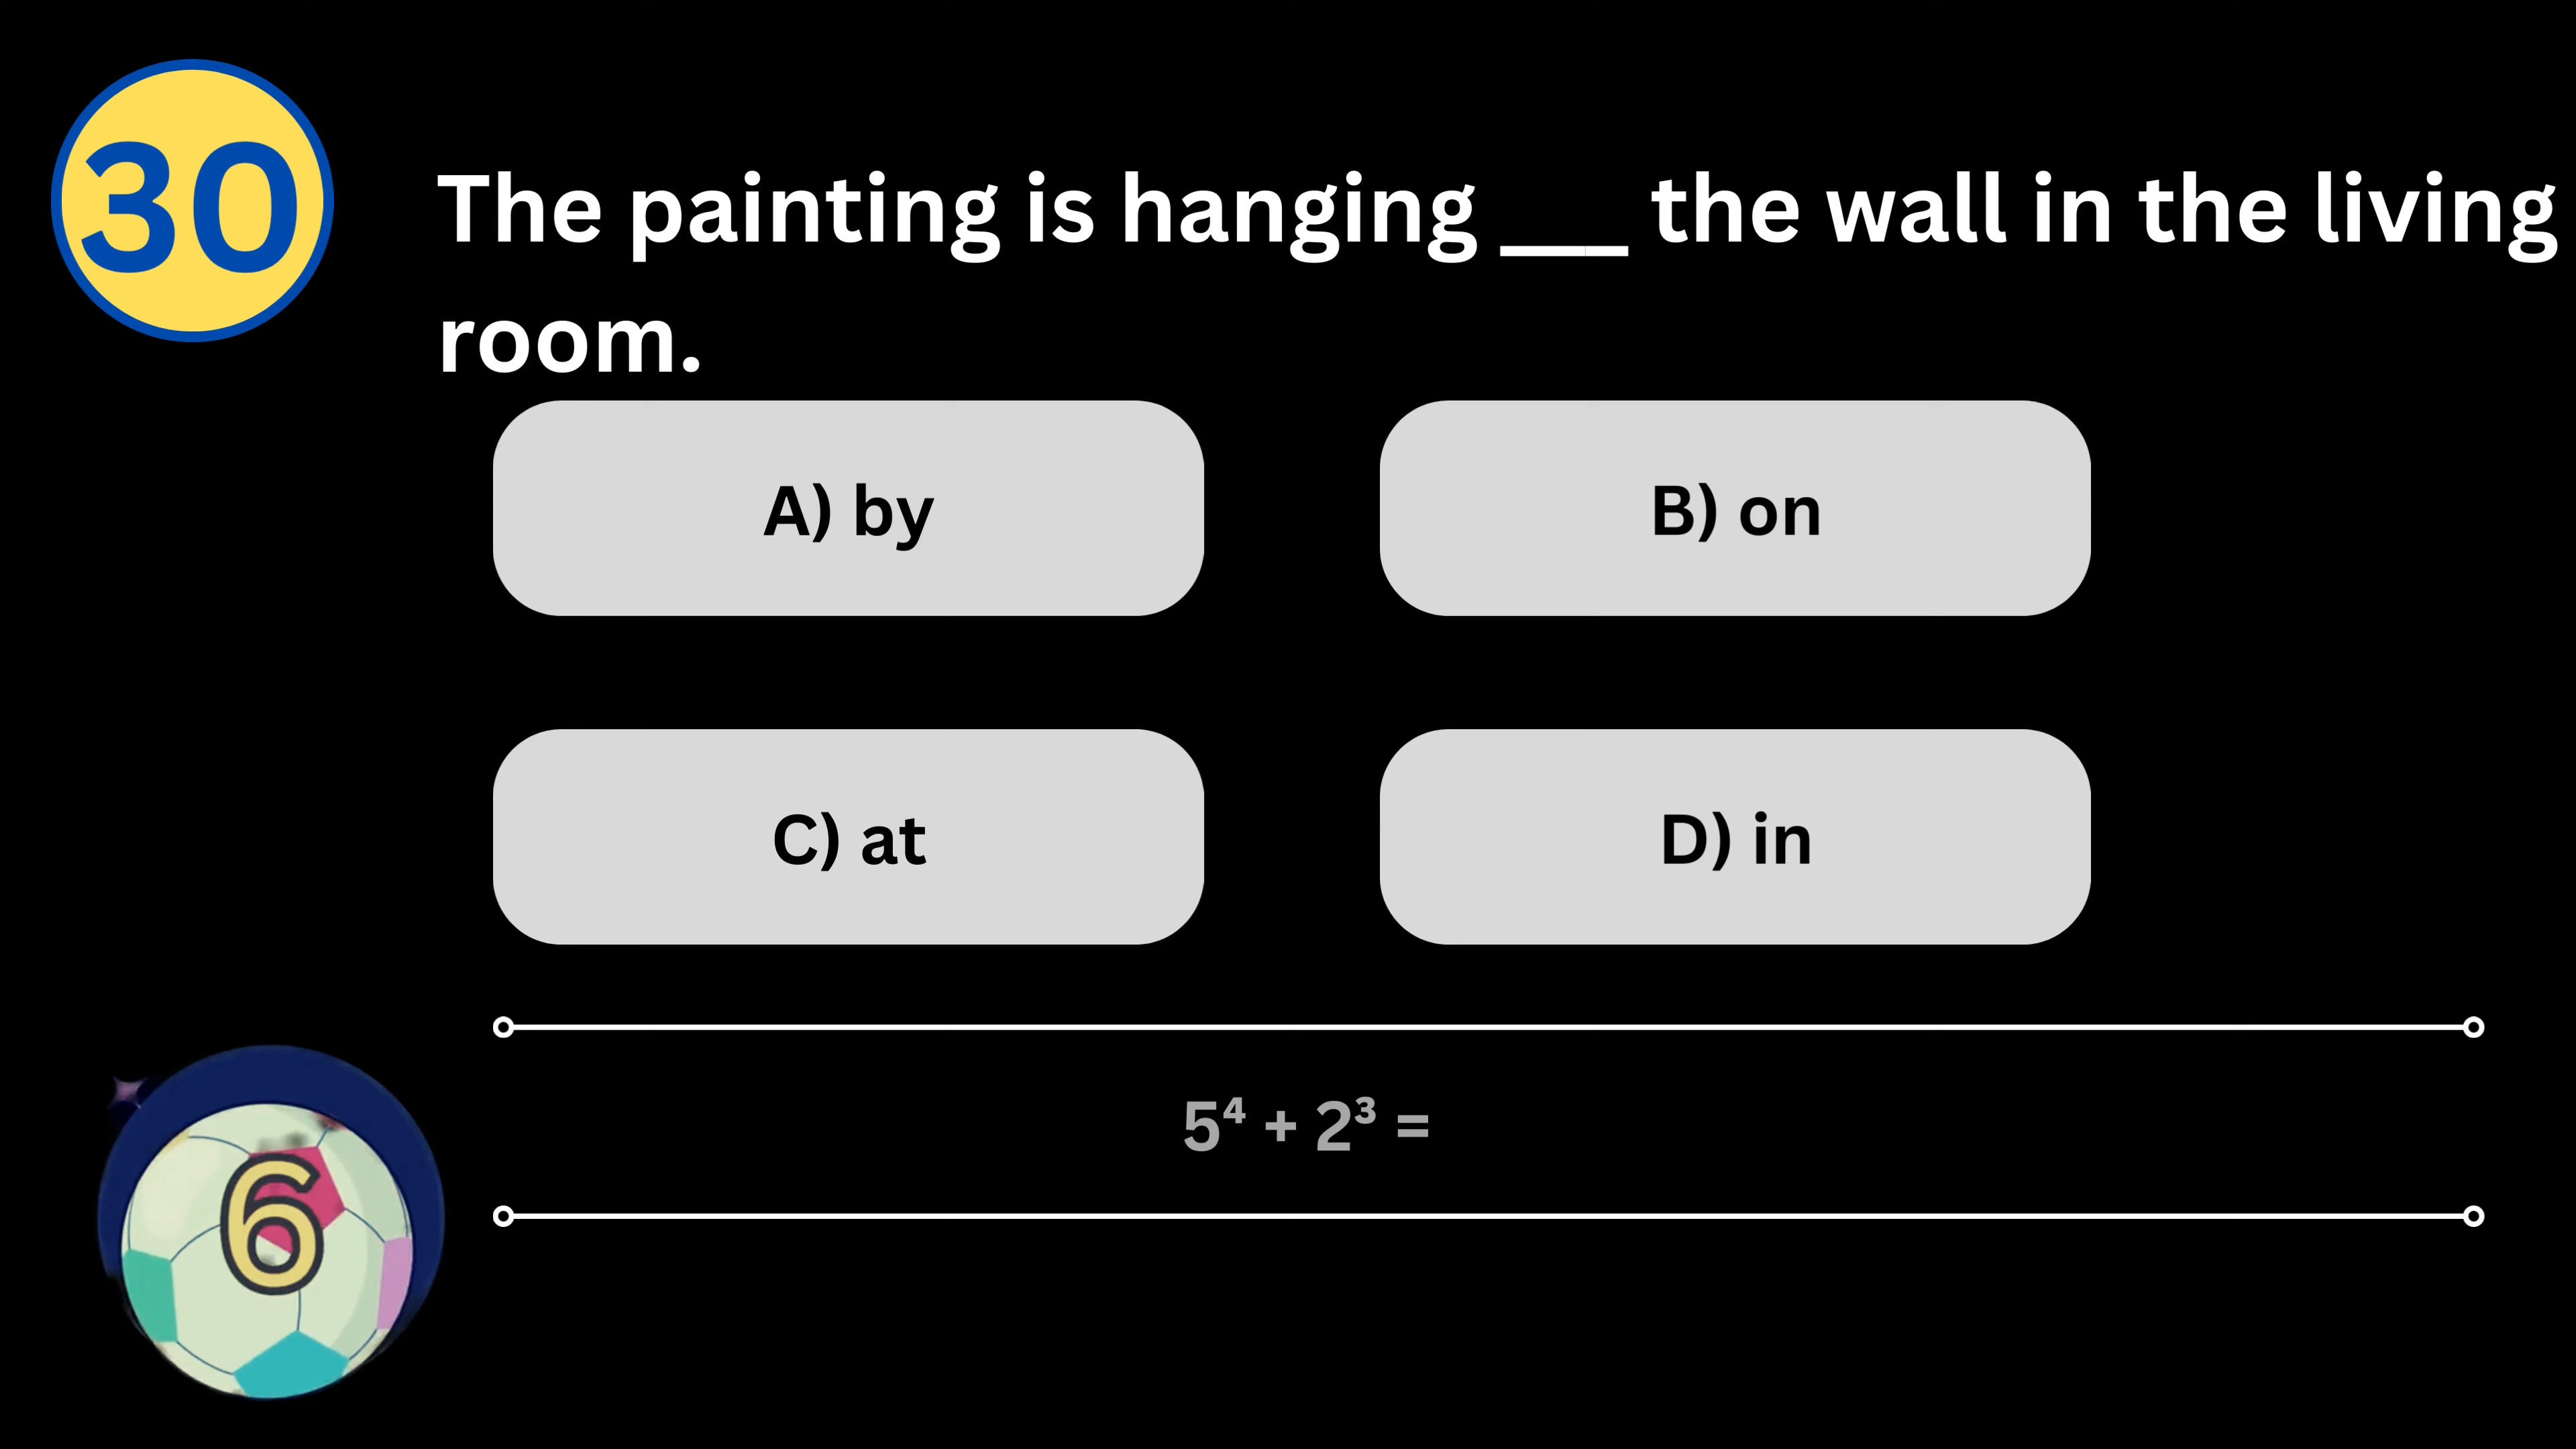 30
The painting is hanging ___ the wall in the living
room.
A) by
B) on
C) at
D) in
5⁴ + 2³ =
6